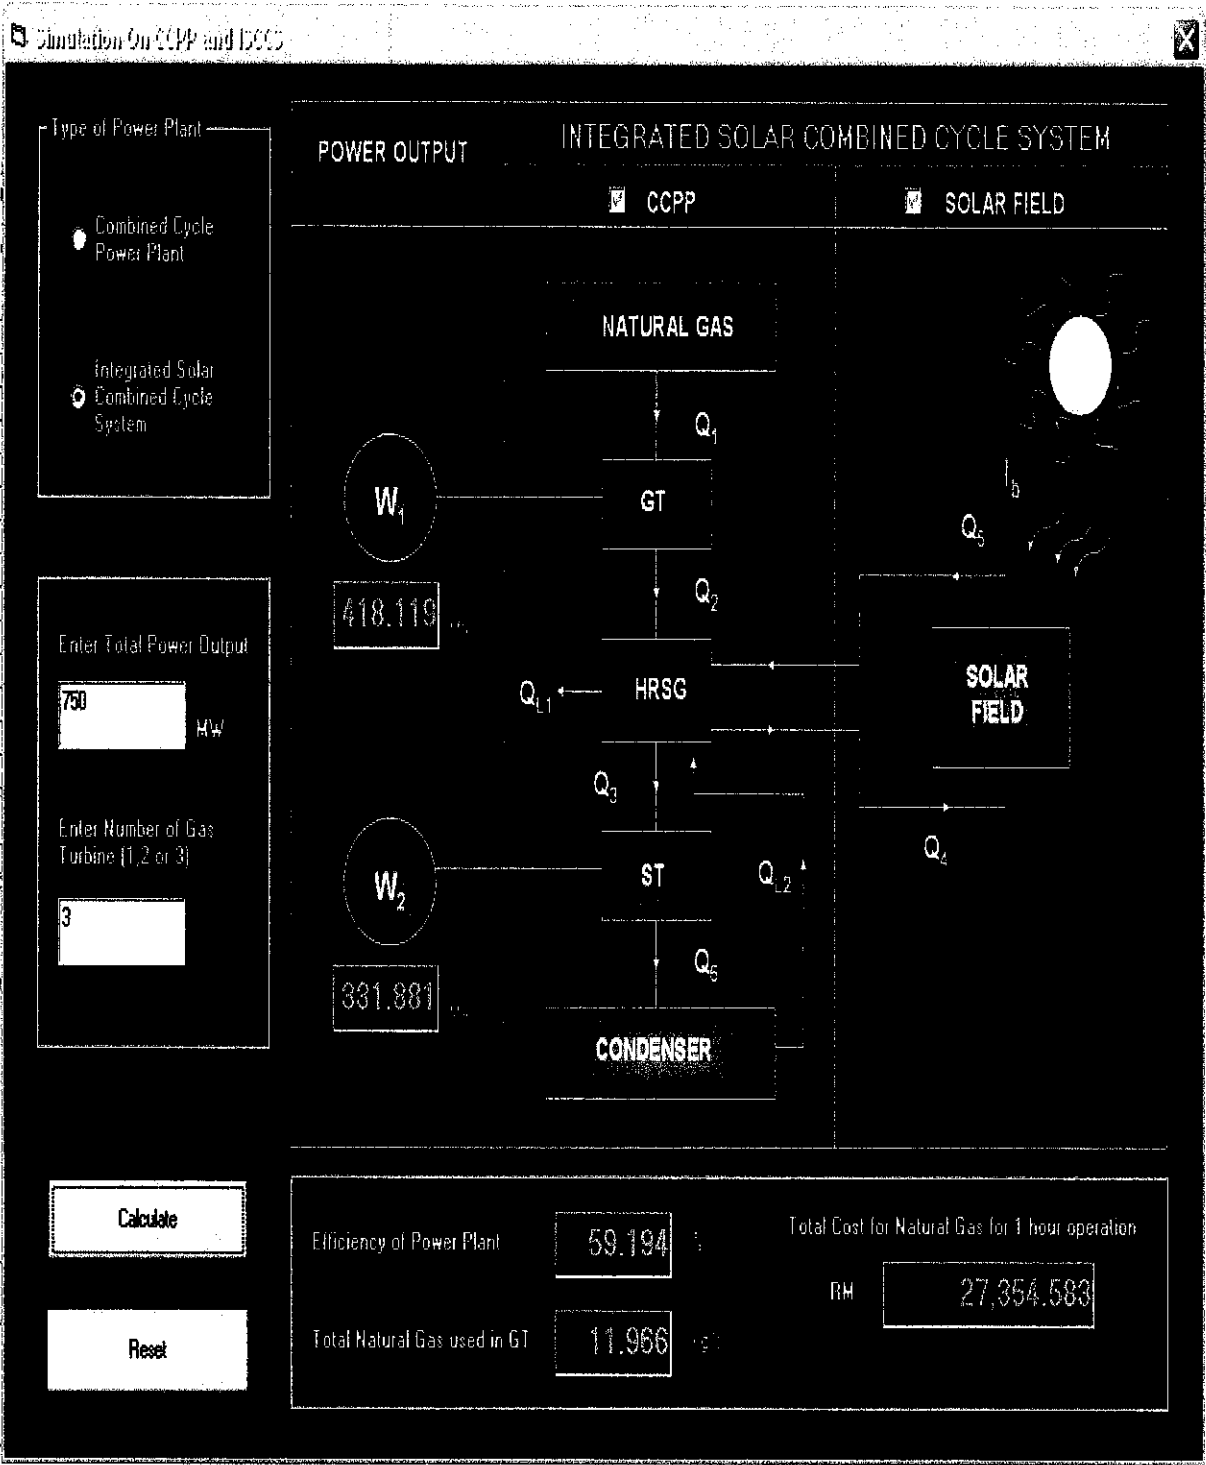 Simulation On CCPP and ISCCS
Type of Power Plant
Combined Cycle
Power Plant
Integrated Solar
Combined Cycle
System
POWER OUTPUT
INTEGRATED SOLAR COMBINED CYCLE SYSTEM
CCPP
SOLAR FIELD
NATURAL GAS
Q1
W1
GT
Ib
Q5
418.119
Q2
Enter Total Power Output
750
MW
QL1
HRSG
SOLAR
FIELD
Q3
Enter Number of Gas
Turbine (1,2 or 3)
3
W2
ST
QL2
Q4
Q6
331.881
CONDENSER
Calculate
Reset
Efficiency of Power Plant
59.194
%
Total Natural Gas used in GT
11.966
Total Cost for Natural Gas for 1 hour operation
RM
27,354.583